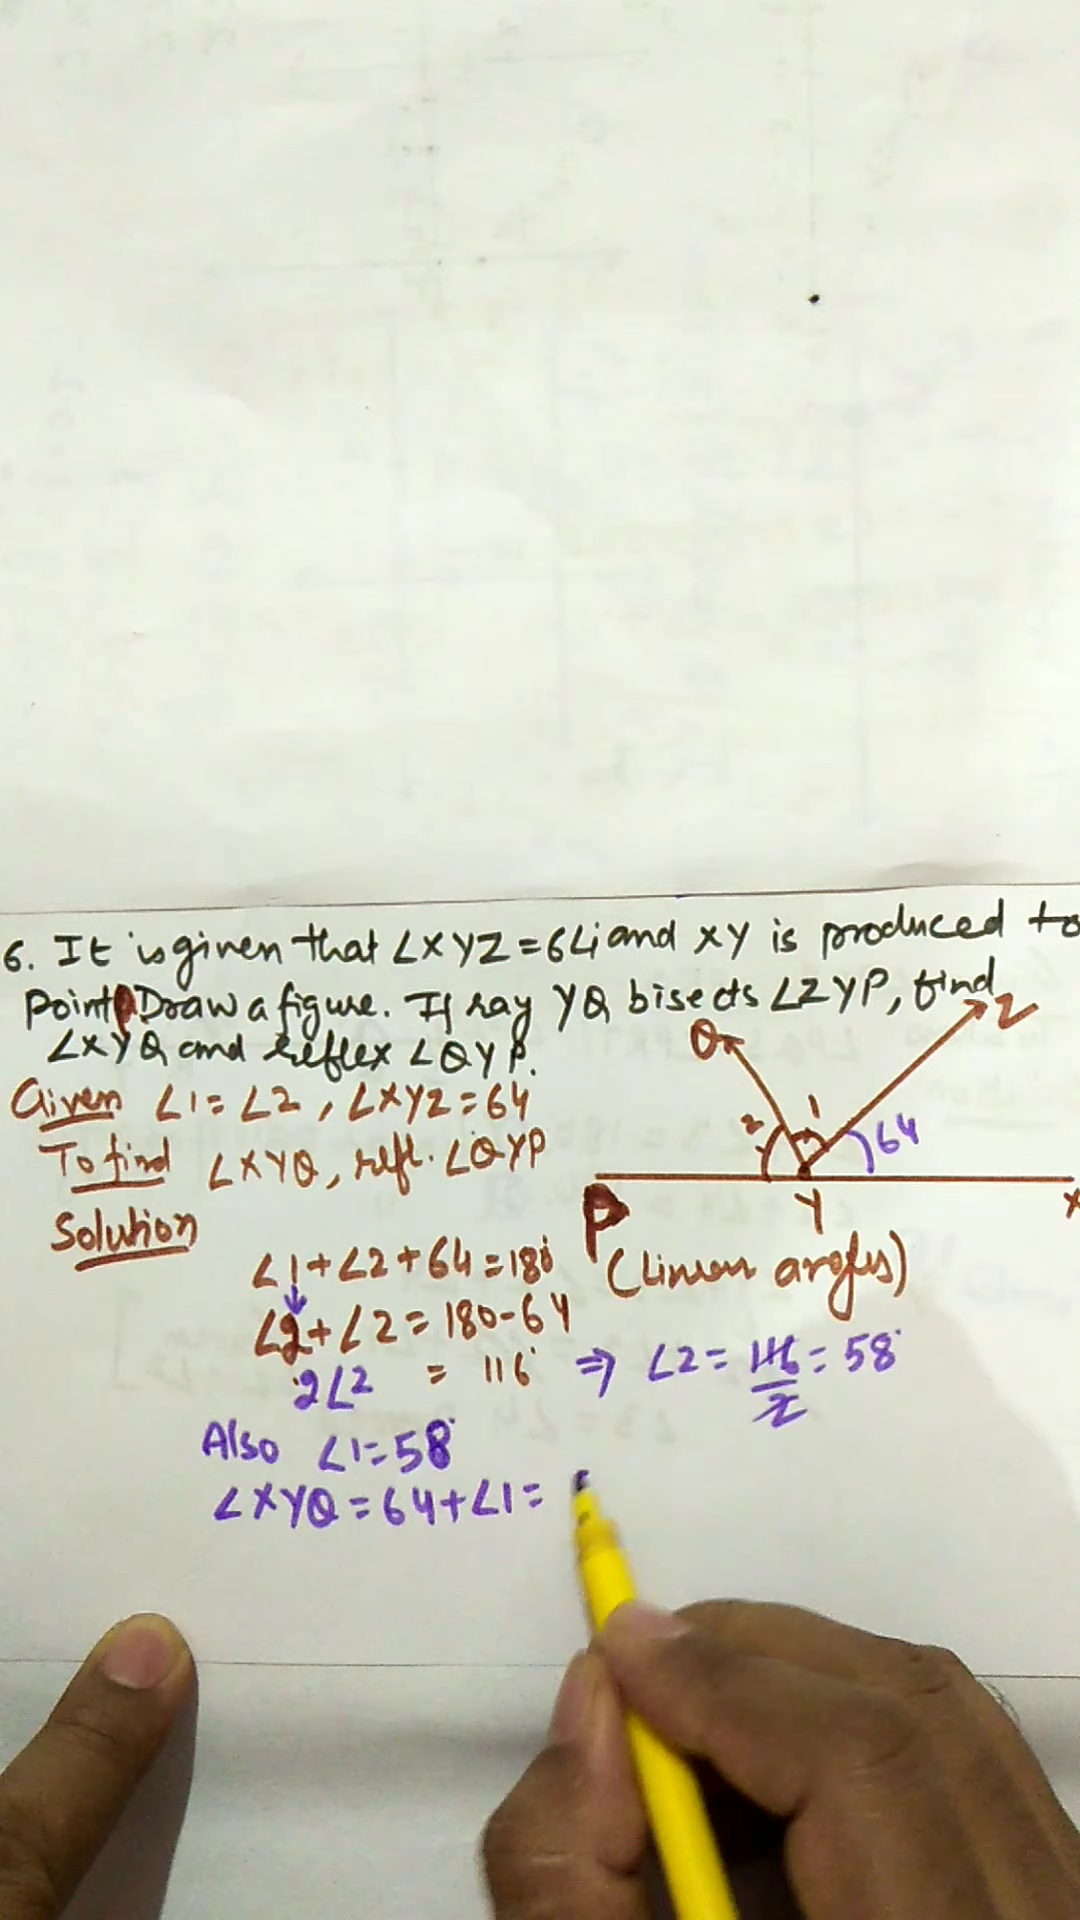 6. It is given that ∠XYZ=64° and XY is produced to
point P Draw a figure. If ray YQ bisects ∠ZYP, find
∠XYQ and reflex ∠QYP.
Given ∠1=∠2, ∠XYZ=64
To find ∠XYQ, refl. ∠QYP
Solution
Q
Z
2
1
64
P
Y
X
∠1+∠2+64=180° (Linear angles)
∠2+∠2=180-64
2∠2 = 116° ⇒ ∠2=116/2=58°
Also ∠1=58°
∠XYQ=64+∠1=